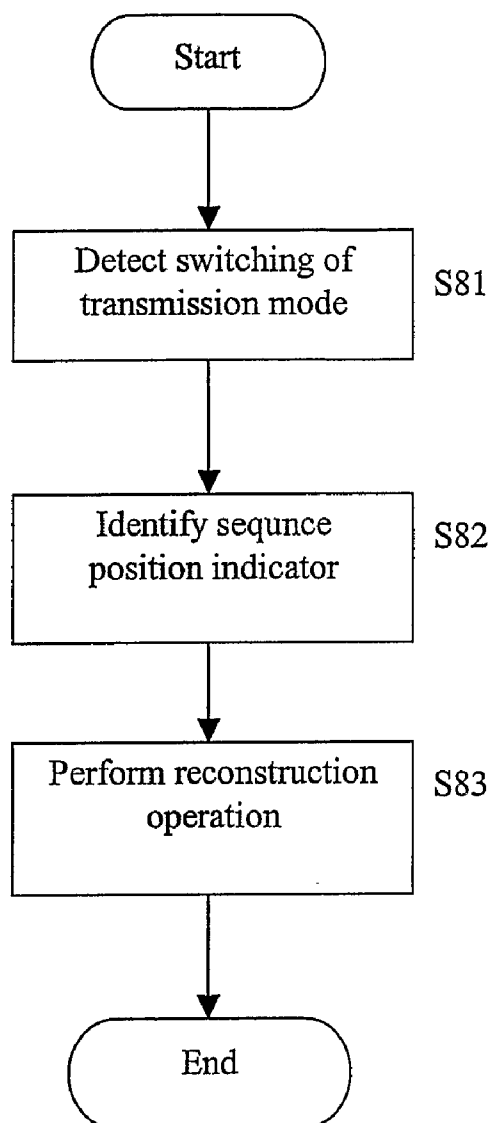 Start
Detect switching of
transmission mode
S81
Identify sequnce
position indicator
S82
Perform reconstruction
operation
S83
End